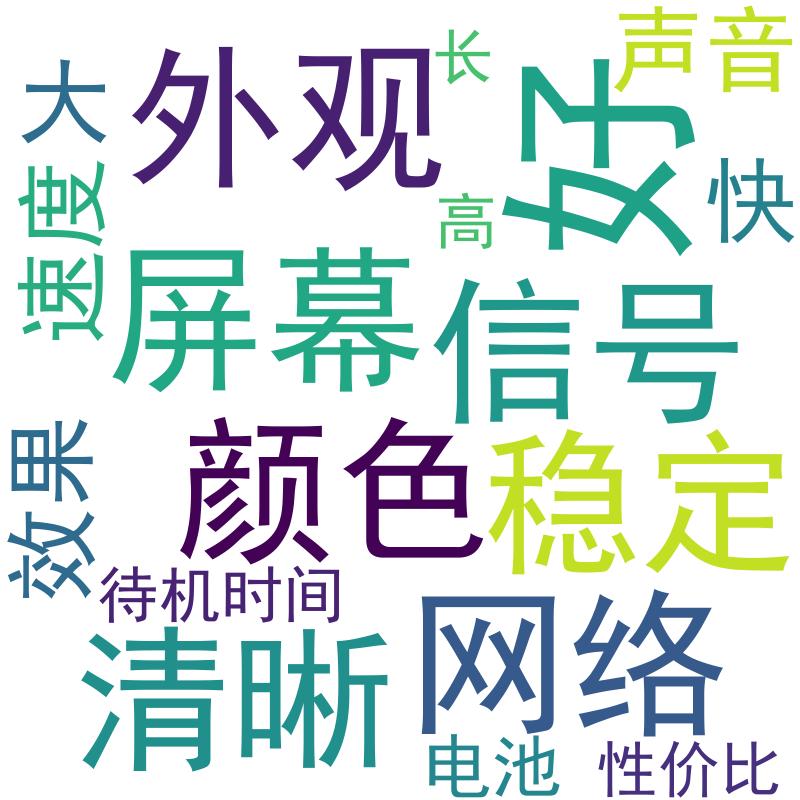 声音
长
外观
好
大
快
速度
高
屏幕
信号
颜色
稳定
效果
待机时间
网络
清晰
电池
性价比